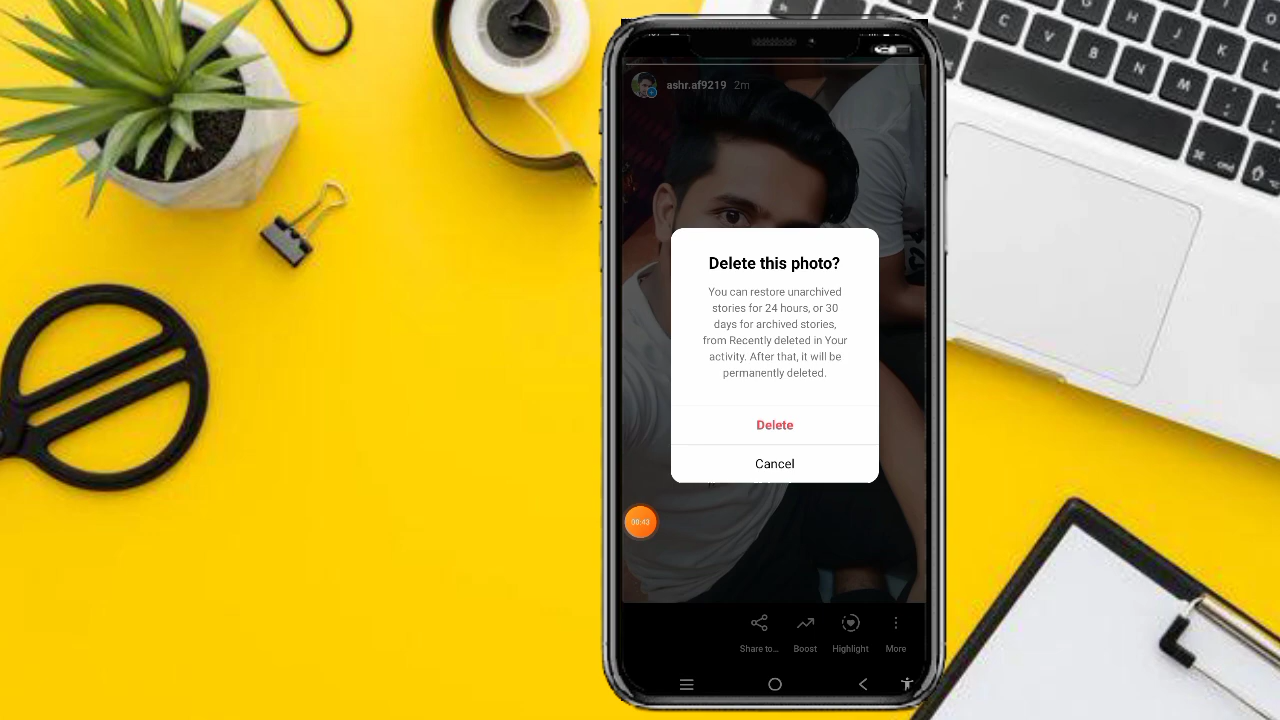 ashr.af9219 2m
Delete this photo?
You can restore unarchived
stories for 24 hours, or 30
days for archived stories,
from Recently deleted in Your
activity. After that, it will be
permanently deleted.
Delete
Cancel
00:43
Share to...
Boost
Highlight
More
X
C
V
B
N
M
H
J
K
L
O
cmd